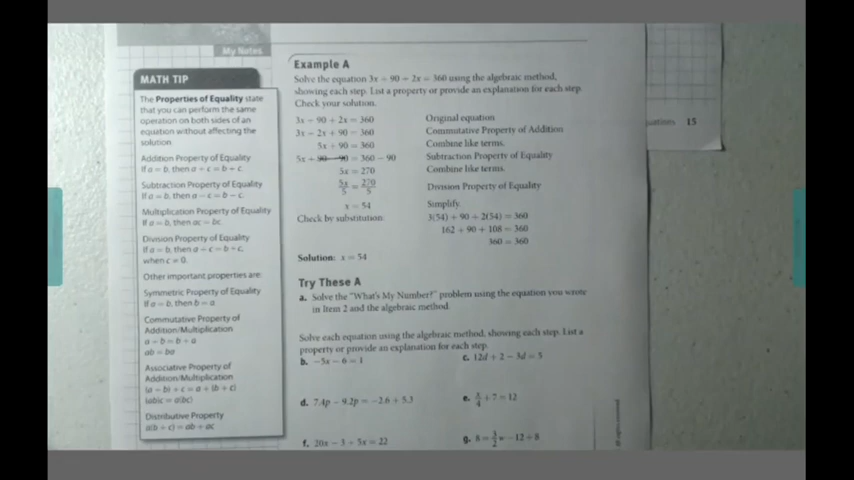 My Notes
MATH TIP
The Properties of Equality state
that you can perform the same
operation on both sides of an
equation without affecting the
solution.
Addition Property of Equality
If a = b, then a + c = b + c.
Subtraction Property of Equality
If a = b, then a − c = b − c.
Multiplication Property of Equality
If a = b, then ac = bc.
Division Property of Equality
If a = b, then a ÷ c = b ÷ c,
when c ≠ 0.
Other important properties are:
Symmetric Property of Equality
If a = b, then b = a
Commutative Property of
Addition/Multiplication
a + b = b + a
ab = ba
Associative Property of
Addition/Multiplication
(a + b) + c = a + (b + c)
(ab)c = a(bc)
Distributive Property
a(b + c) = ab + ac
Example A
Solve the equation 3x + 90 + 2x = 360 using the algebraic method,
showing each step. List a property or provide an explanation for each step.
Check your solution.
3x + 90 + 2x = 360 Original equation
3x + 2x + 90 = 360 Commutative Property of Addition
5x + 90 = 360 Combine like terms.
5x + 90 − 90 = 360 − 90 Subtraction Property of Equality
5x = 270 Combine like terms.
5x/5 = 270/5 Division Property of Equality
x = 54 Simplify.
Check by substitution: 3(54) + 90 + 2(54) = 360
162 + 90 + 108 = 360
360 = 360
Solution: x = 54
Try These A
a. Solve the "What's My Number?" problem using the equation you wrote
in Item 2 and the algebraic method.
Solve each equation using the algebraic method, showing each step. List a
property or provide an explanation for each step.
b. −5x − 6 = 1 c. 12d + 2 − 3d = 5
d. 7.4p − 9.2p = −2.6 + 5.3 e. x/4 + 7 = 12
f. 20x − 3 + 5x = 22 g. 8 = 3/2 w − 12 + 8
15